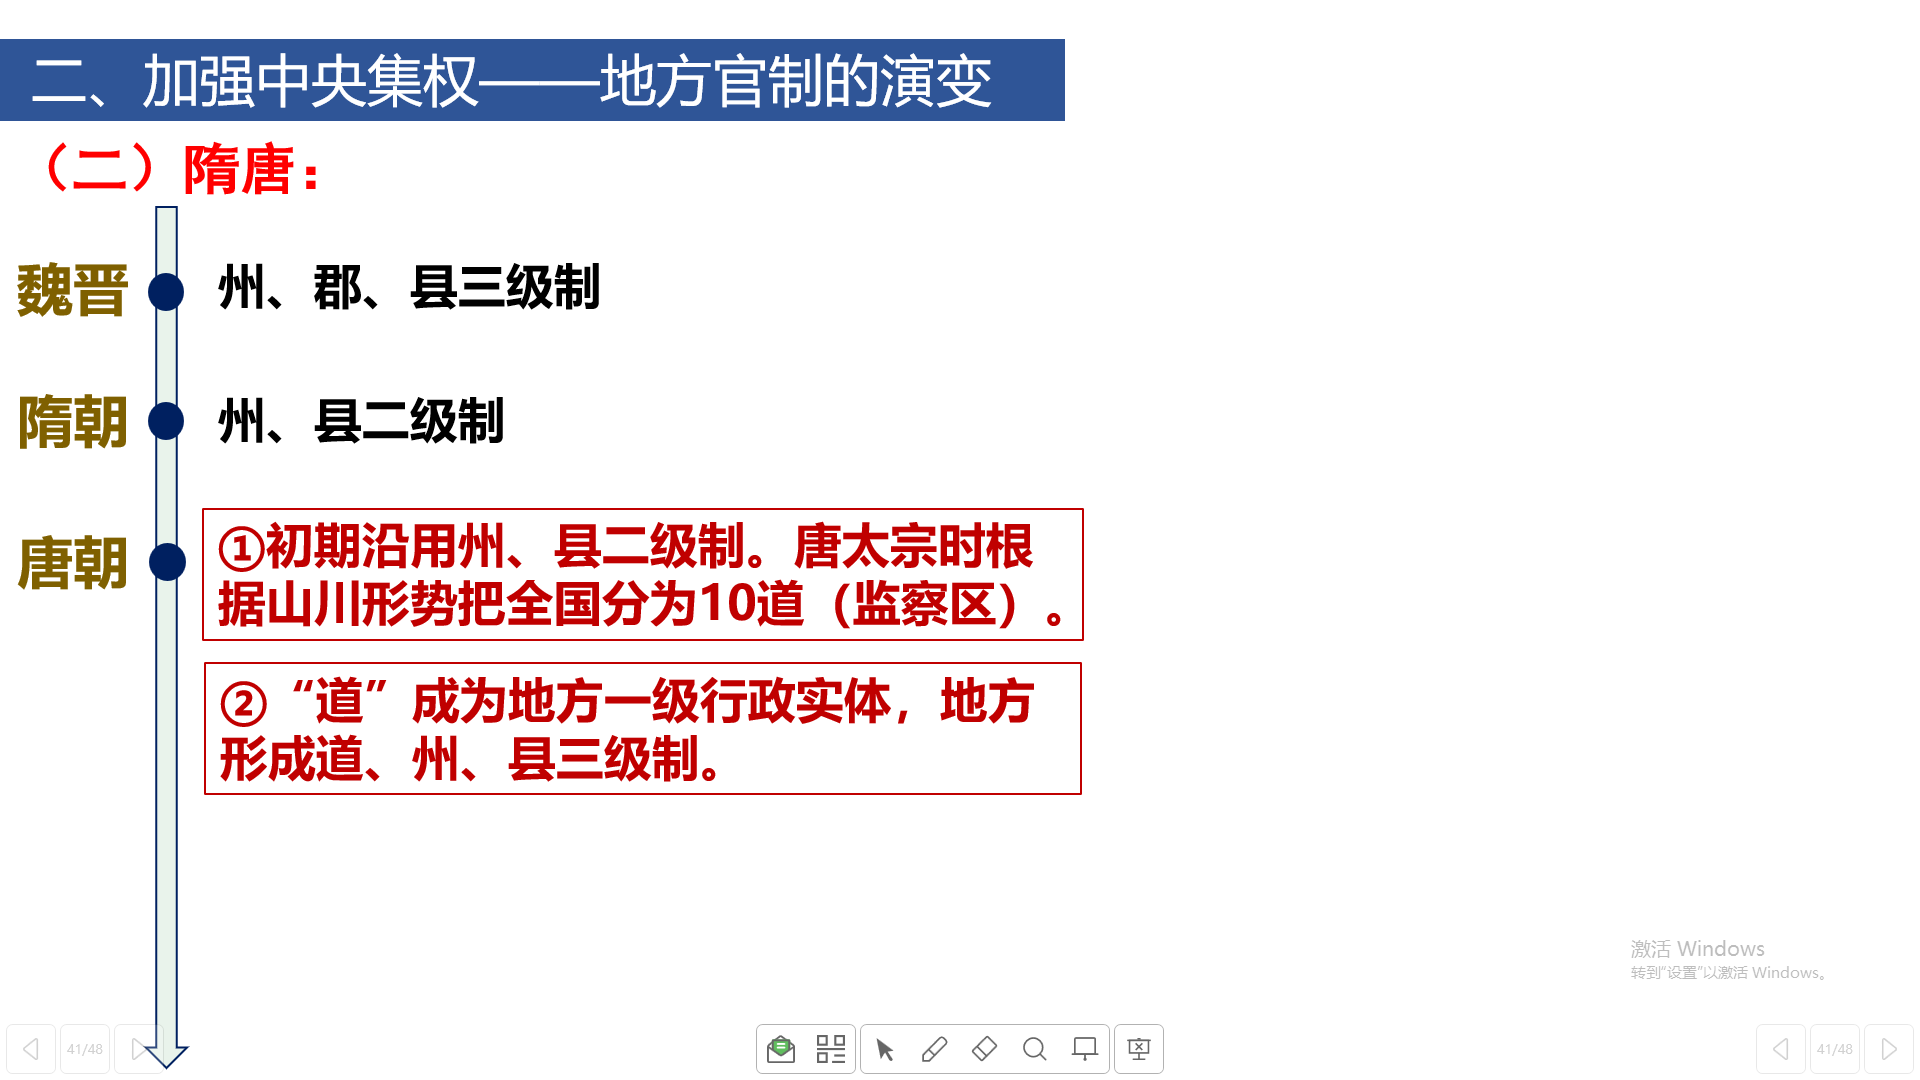 二、加强中央集权——地方官制的演变
（二）隋唐：
魏晋
州、郡、县三级制
隋朝
州、县二级制
唐朝
①初期沿用州、县二级制。唐太宗时根
据山川形势把全国分为10道（监察区）。
②“道”成为地方一级行政实体，地方
形成道、州、县三级制。
激活 Windows
转到“设置”以激活 Windows。
41/48
41/48